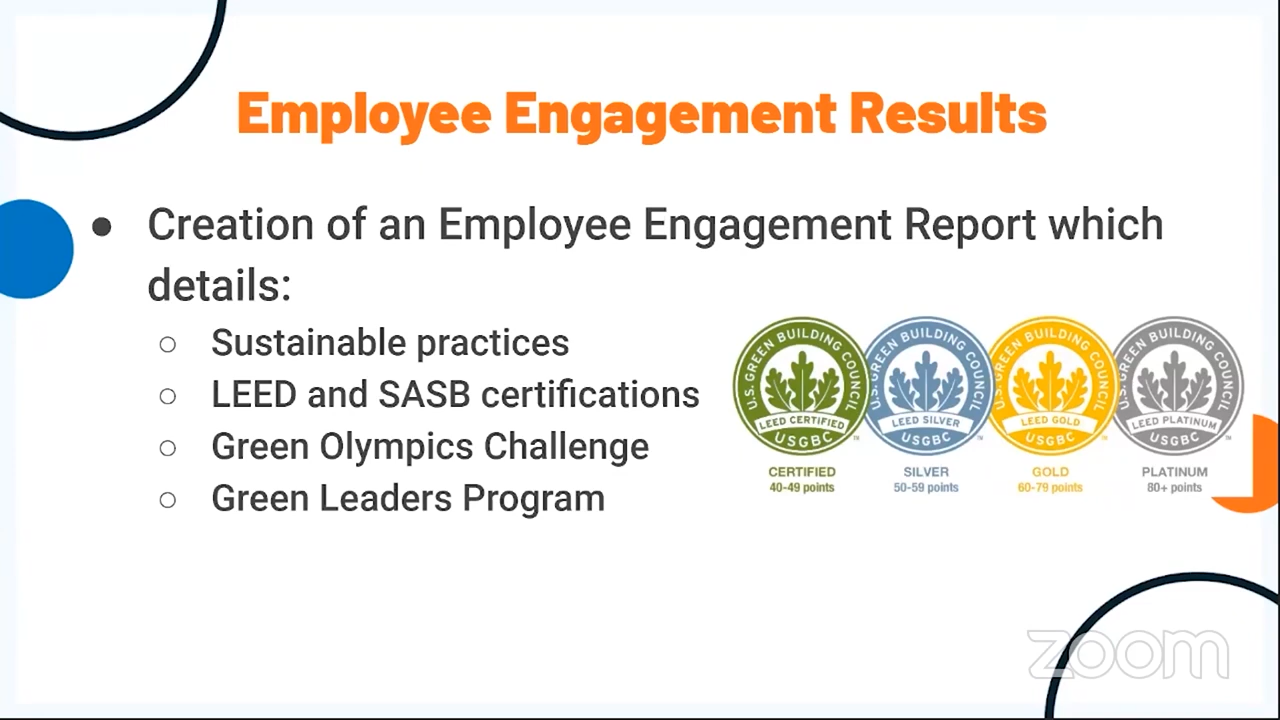 Employee Engagement Results
● Creation of an Employee Engagement Report which
details:
○ Sustainable practices
○ LEED and SASB certifications
○ Green Olympics Challenge
○ Green Leaders Program
U.S. GREEN BUILDING COUNCIL
LEED CERTIFIED
USGBC
U.S. GREEN BUILDING COUNCIL
LEED SILVER
USGBC
U.S. GREEN BUILDING COUNCIL
LEED GOLD
USGBC
U.S. GREEN BUILDING COUNCIL
LEED PLATINUM
USGBC
CERTIFIED
40-49 points
SILVER
50-59 points
GOLD
60-79 points
PLATINUM
80+ points
zoom